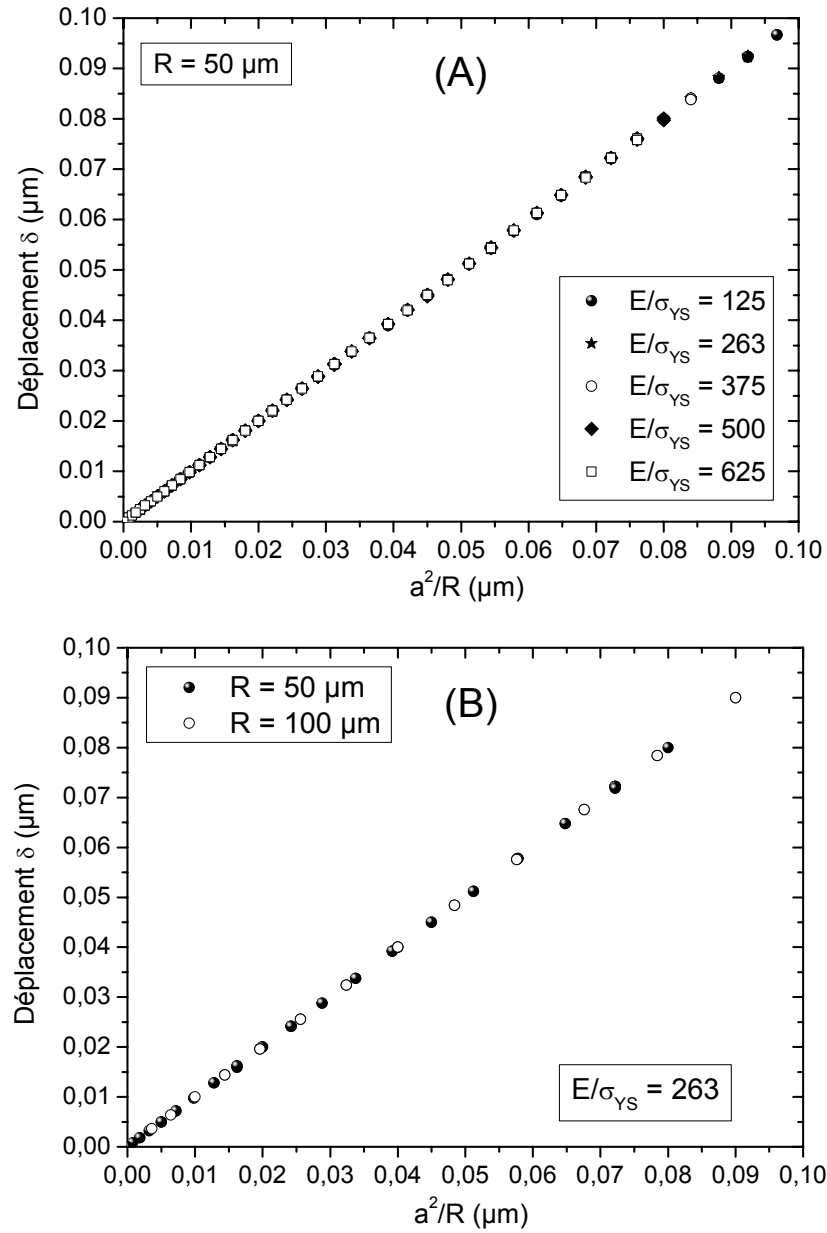 R = 50 µm
(A)
0.10
0.09
0.08
0.07
0.06
0.05
0.04
0.03
0.02
0.01
0.00
Déplacement δ (µm)
E/σYS = 125
E/σYS = 263
E/σYS = 375
E/σYS = 500
E/σYS = 625
0.00 0.01 0.02 0.03 0.04 0.05 0.06 0.07 0.08 0.09 0.10
a²/R (µm)
R = 50 µm
R = 100 µm
(B)
0,10
0,09
0,08
0,07
0,06
0,05
0,04
0,03
0,02
0,01
0,00
Déplacement δ (µm)
E/σYS = 263
0,00 0,01 0,02 0,03 0,04 0,05 0,06 0,07 0,08 0,09 0,10
a²/R (µm)